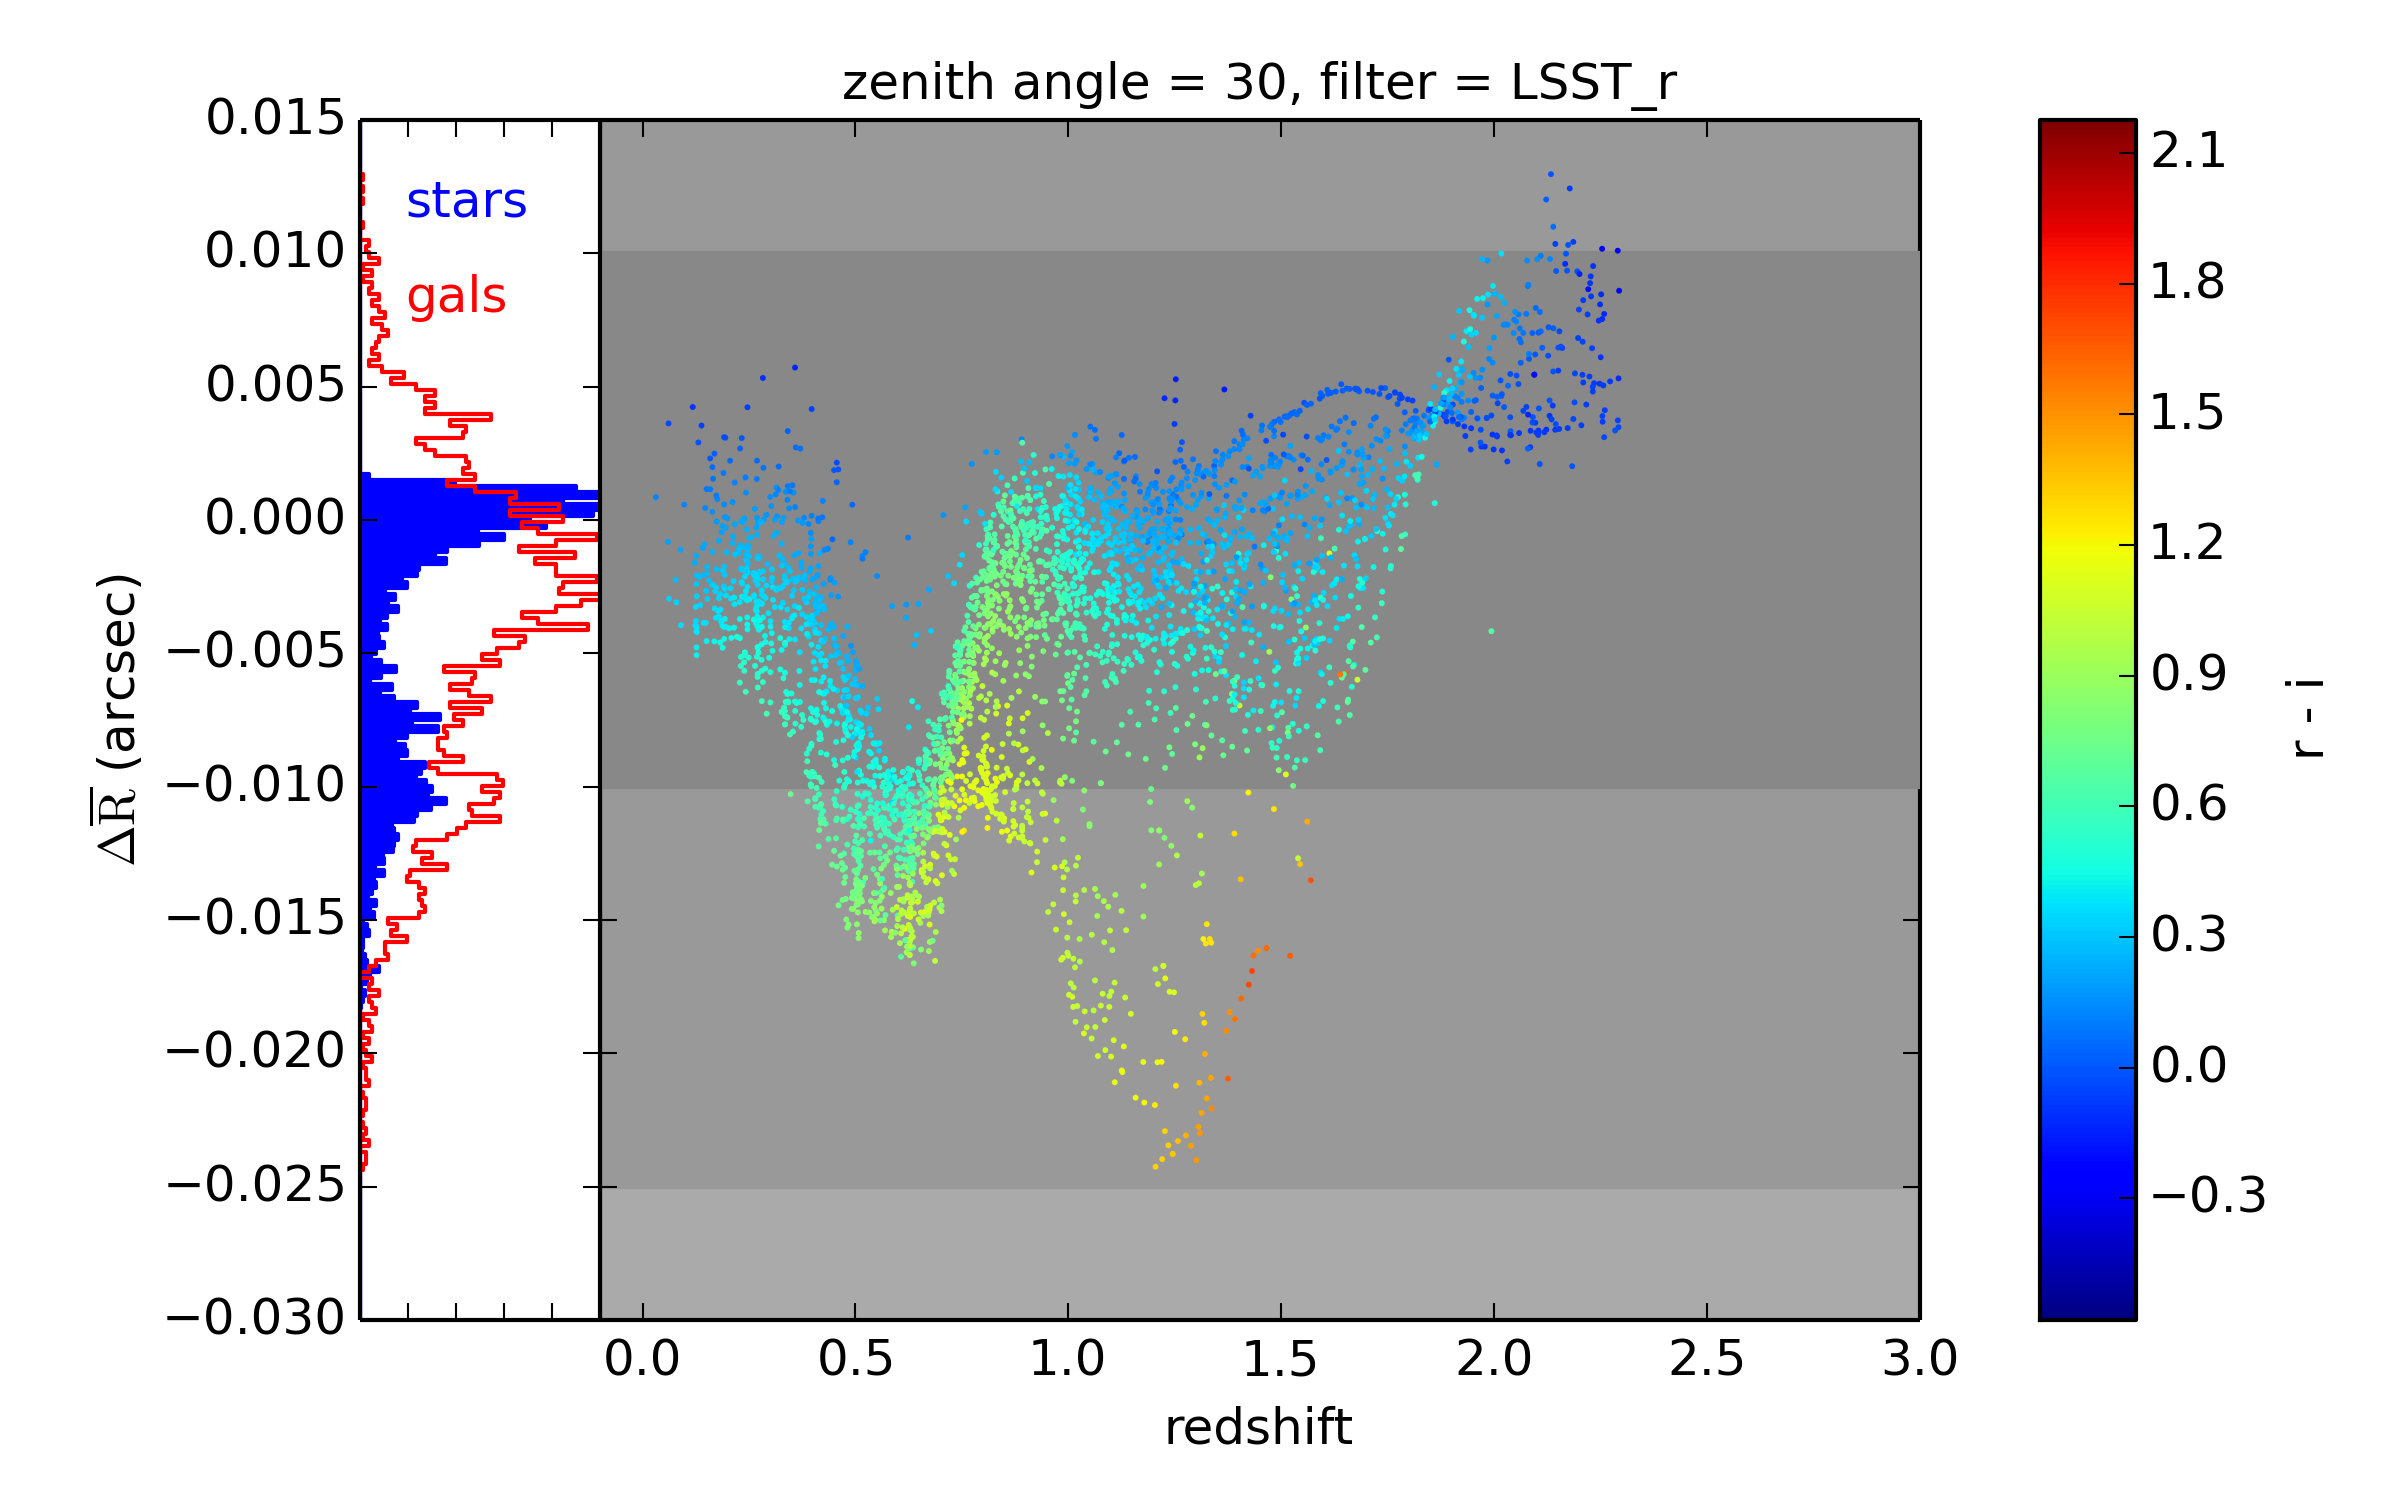 zenith angle = 30, filter = LSST_r
stars
gals
0.015
0.010
0.005
0.000
−0.005
−0.010
−0.015
−0.020
−0.025
−0.030
ΔR̅ (arcsec)
0.0 0.5 1.0 1.5 2.0 2.5 3.0
redshift
2.1
1.8
1.5
1.2
0.9
0.6
0.3
0.0
−0.3
r - i